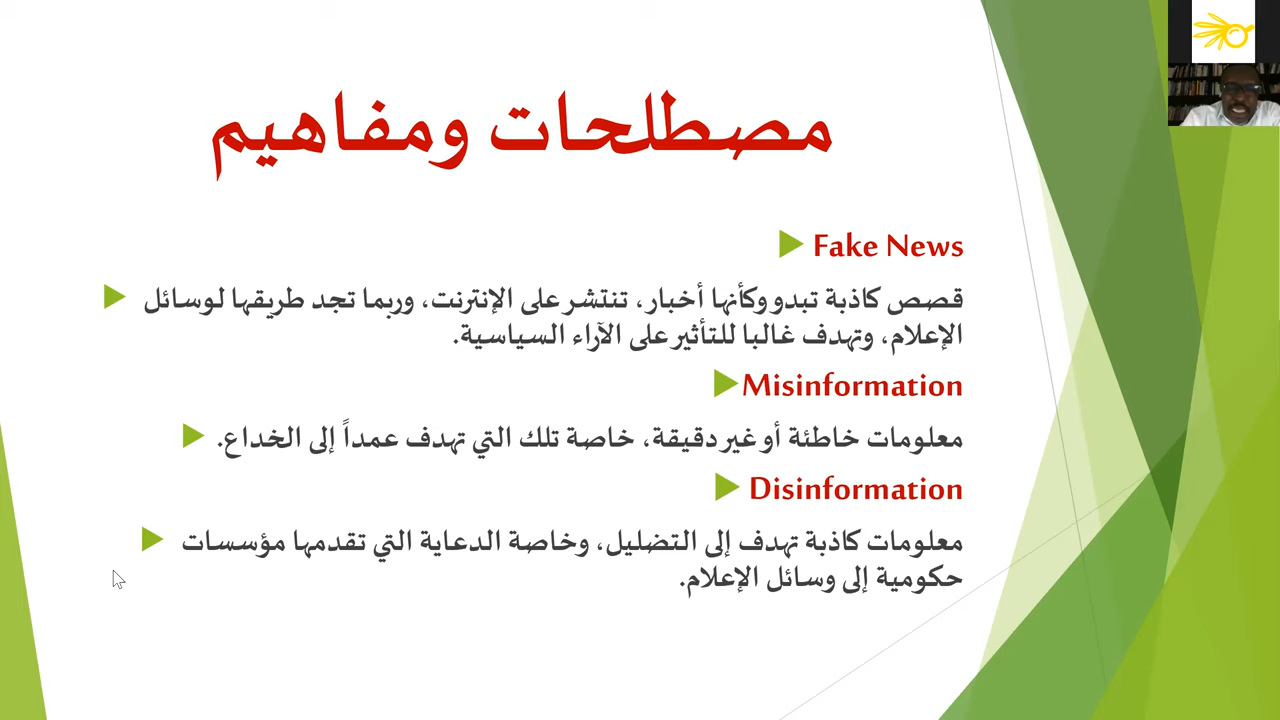 مصطلحات ومفاهيم
Fake News
قصص كاذبة تبدو وكأنها أخبار، تنتشر على الإنترنت، وربما تجد طريقها لوسائل
الإعلام، وتهدف غالبا للتأثير على الآراء السياسية.
Misinformation
معلومات خاطئة أو غير دقيقة، خاصة تلك التي تهدف عمداً إلى الخداع.
Disinformation
معلومات كاذبة تهدف إلى التضليل، وخاصة الدعاية التي تقدمها مؤسسات
حكومية إلى وسائل الإعلام.